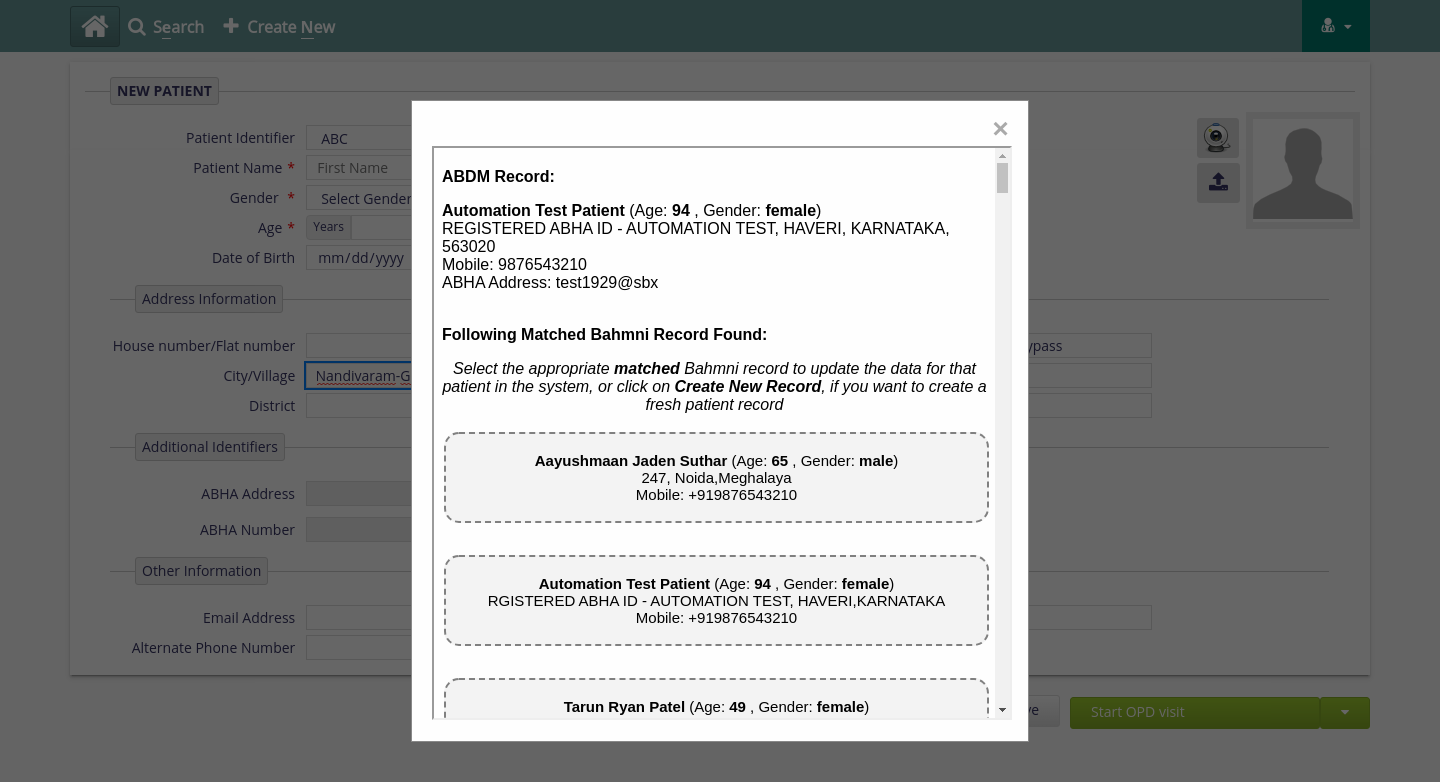 Search
Create New
NEW PATIENT
Patient Identifier
ABC
Patient Name *
First Name
Gender *
Select Gender
Age *
Years
Date of Birth
mm/dd/yyyy
Address Information
House number/Flat number
City/Village
Nandivaram-G
District
Additional Identifiers
ABHA Address
ABHA Number
Other Information
Email Address
Alternate Phone Number
Start OPD visit
×
ABDM Record:
Automation Test Patient (Age: 94 , Gender: female)
REGISTERED ABHA ID - AUTOMATION TEST, HAVERI, KARNATAKA,
563020
Mobile: 9876543210
ABHA Address: test1929@sbx
Following Matched Bahmni Record Found:
Select the appropriate matched Bahmni record to update the data for that
patient in the system, or click on Create New Record, if you want to create a
fresh patient record
Aayushmaan Jaden Suthar (Age: 65 , Gender: male)
247, Noida,Meghalaya
Mobile: +919876543210
Automation Test Patient (Age: 94 , Gender: female)
RGISTERED ABHA ID - AUTOMATION TEST, HAVERI,KARNATAKA
Mobile: +919876543210
Tarun Ryan Patel (Age: 49 , Gender: female)